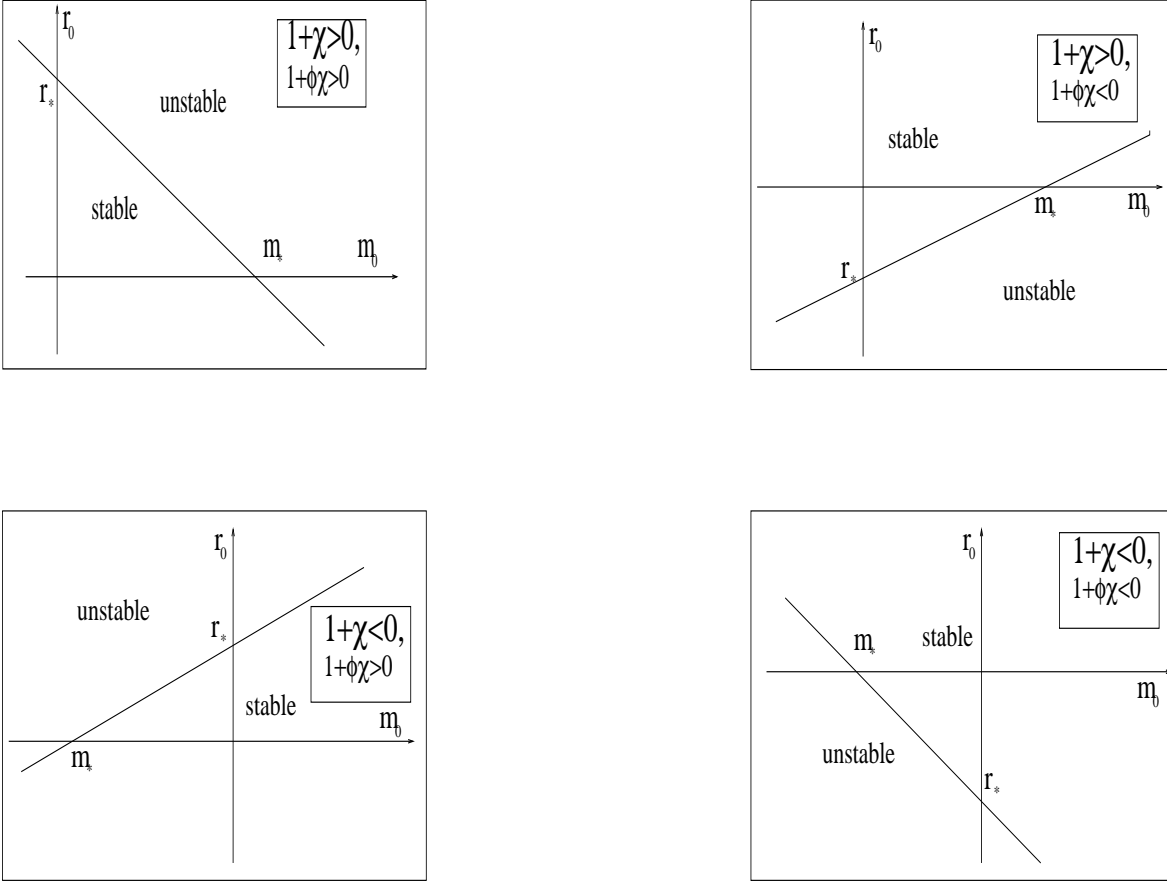 r₀
1+χ>0,
1+ϕχ>0
r*
unstable
stable
m*
m₀
r₀
1+χ>0,
1+ϕχ<0
stable
m*
m₀
r*
unstable
r₀
unstable
r*
1+χ<0,
1+ϕχ>0
stable
m₀
m*
r₀
1+χ<0,
1+ϕχ<0
stable
m*
m₀
unstable
r*